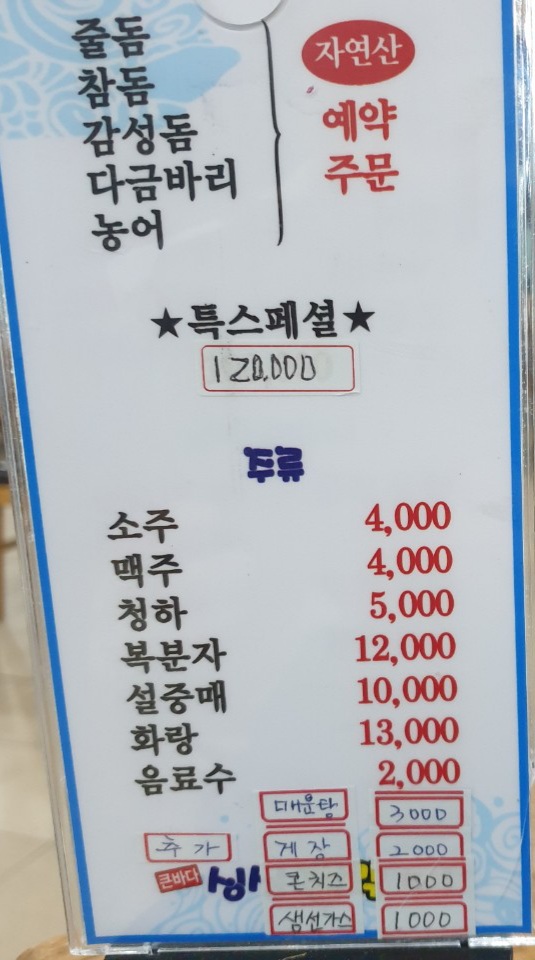 줄돔
참돔
감성돔
다금바리
농어
자연산
예약
주문
★특스페셜★
120.000
주류
소주 4,000
맥주 4,000
청하 5,000
복분자 12,000
설중매 10,000
화랑 13,000
음료수 2,000
매운탕 3000
추가 게장 2000
큰바다 콘치즈 1000
생선가스 1000